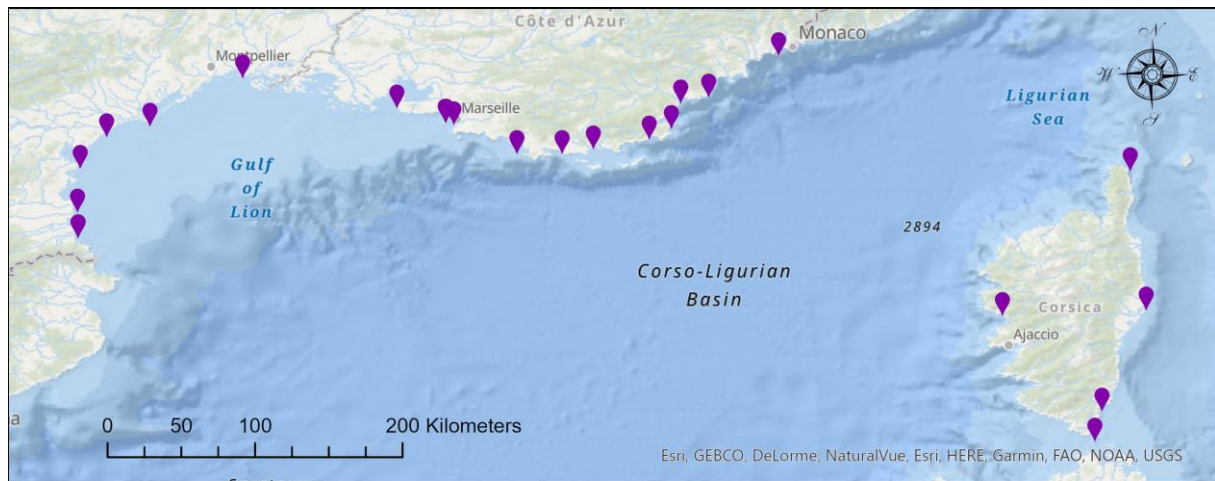 Côte d'Azur
N
Monaco
Montpellier
W
E
Ligurian
Sea
S
Marseille
Gulf
of
Lion
2894
Corso-Ligurian
Basin
Corsica
Ajaccio
0 50 100 200 Kilometers
Esri, GEBCO, DeLorme, NaturalVue, Esri, HERE, Garmin, FAO, NOAA, USGS